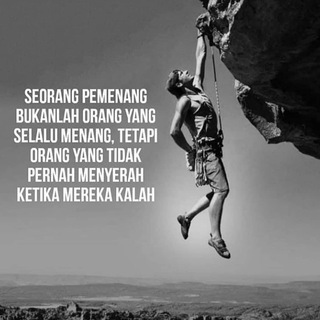 SEORANG PEMENANG
BUKANLAH ORANG YANG
SELALU MENANG, TETAPI
ORANG YANG TIDAK
PERNAH MENYERAH
KETIKA MEREKA KALAH